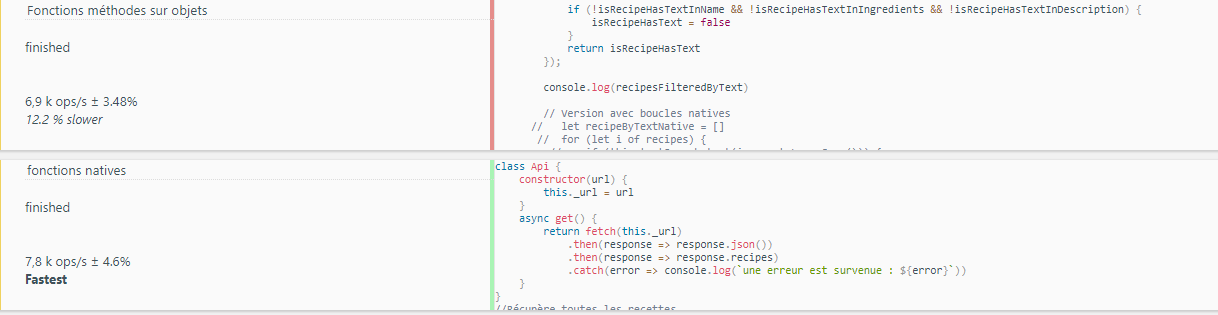 Fonctions méthodes sur objets
finished
6,9 k ops/s ± 3.48%
12.2 % slower
if (!isRecipeHasTextInName && !isRecipeHasTextInIngredients && !isRecipeHasTextInDescription) {
isRecipeHasText = false
}
return isRecipeHasText
});
console.log(recipesFilteredByText)
// Version avec boucles natives
// let recipeByTextNative = []
// for (let i of recipes) {
fonctions natives
finished
7,8 k ops/s ± 4.6%
Fastest
class Api {
constructor(url) {
this._url = url
}
async get() {
return fetch(this._url)
.then(response => response.json())
.then(response => response.recipes)
.catch(error => console.log(`une erreur est survenue : ${error}`))
}
}
//Récupère toutes les recettes